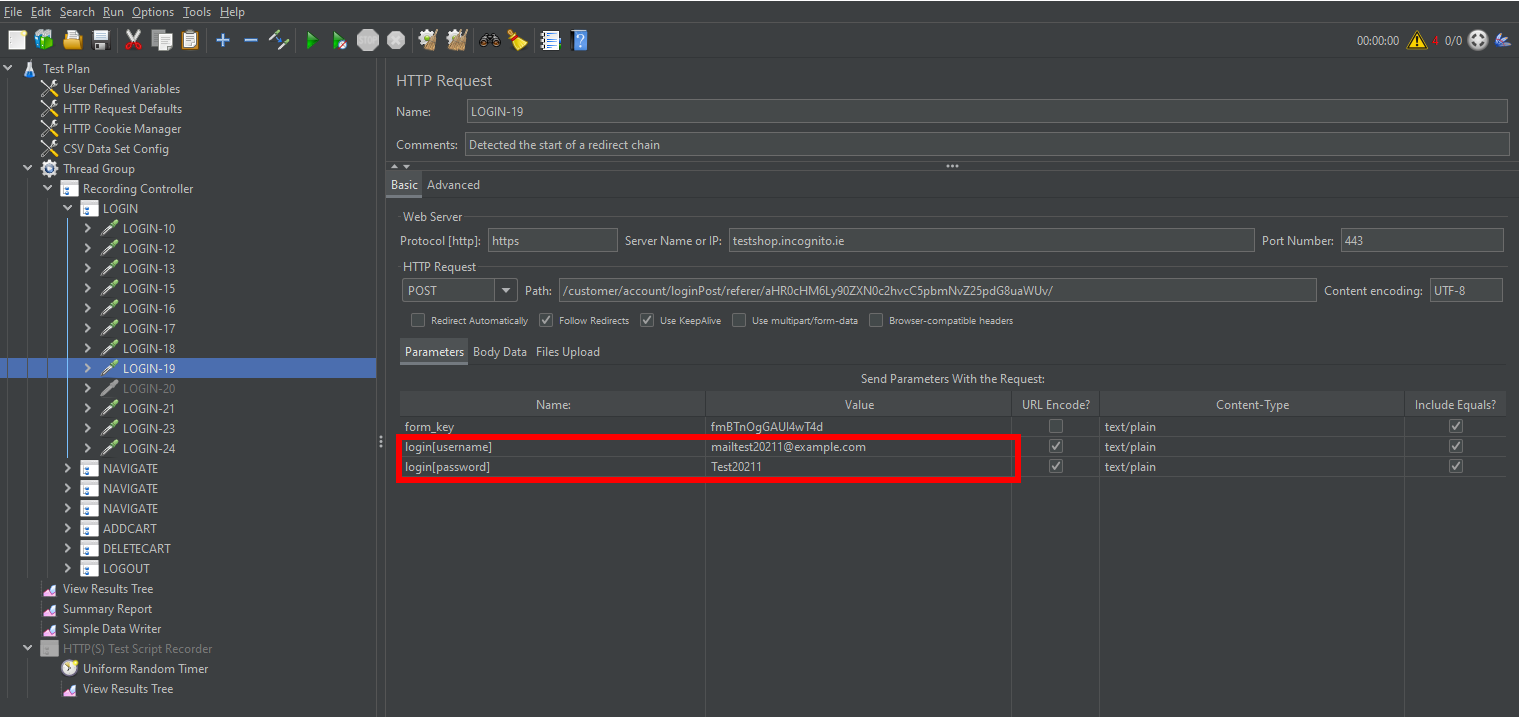 File Edit Search Run Options Tools Help
STOP
00:00:00 4 0/0
Test Plan
User Defined Variables
HTTP Request Defaults
HTTP Cookie Manager
CSV Data Set Config
Thread Group
Recording Controller
LOGIN
LOGIN-10
LOGIN-12
LOGIN-13
LOGIN-15
LOGIN-16
LOGIN-17
LOGIN-18
LOGIN-19
LOGIN-20
LOGIN-21
LOGIN-23
LOGIN-24
NAVIGATE
NAVIGATE
NAVIGATE
ADDCART
DELETECART
LOGOUT
View Results Tree
Summary Report
Simple Data Writer
HTTP(S) Test Script Recorder
Uniform Random Timer
View Results Tree
HTTP Request
Name: LOGIN-19
Comments: Detected the start of a redirect chain
Basic Advanced
Web Server
Protocol [http]: https Server Name or IP: testshop.incognito.ie Port Number: 443
HTTP Request
POST Path: /customer/account/loginPost/referer/aHR0cHM6Ly90ZXN0c2hvcC5pbmNvZ25pdG8uaWUv/ Content encoding: UTF-8
Redirect Automatically Follow Redirects Use KeepAlive Use multipart/form-data Browser-compatible headers
Parameters Body Data Files Upload
Send Parameters With the Request:
Name: Value URL Encode? Content-Type Include Equals?
form_key fmBTnOgGAUI4wT4d text/plain
login[username] mailtest20211@example.com text/plain
login[password] Test20211 text/plain